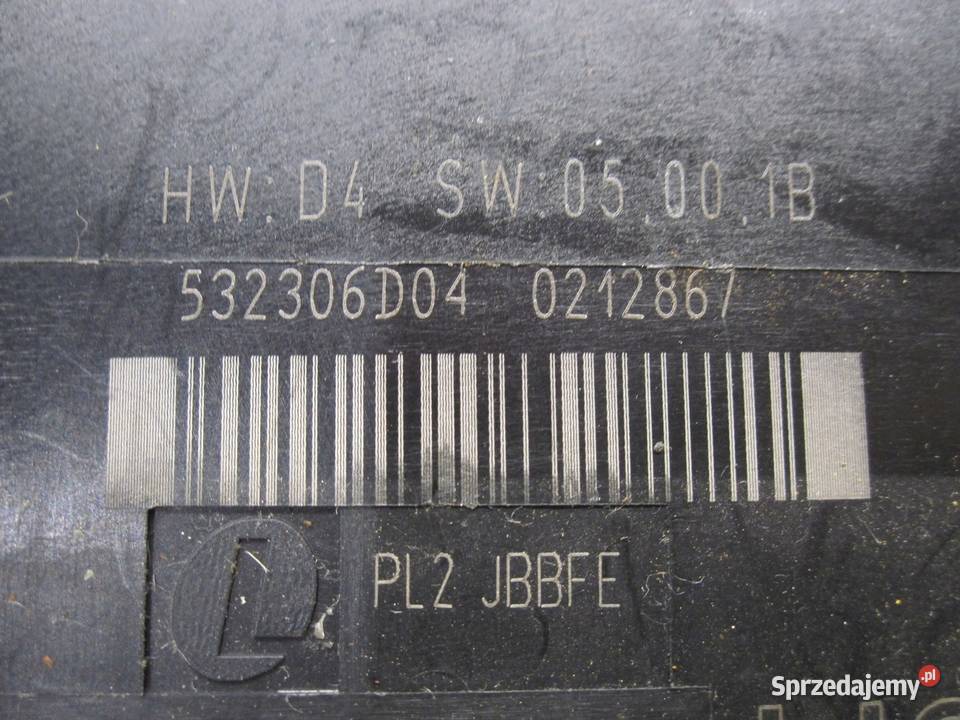 HW:D4 SW:05.00.1B
532306D04 0212867
PL2 JBBFE
L
Sprzedajemy.pl